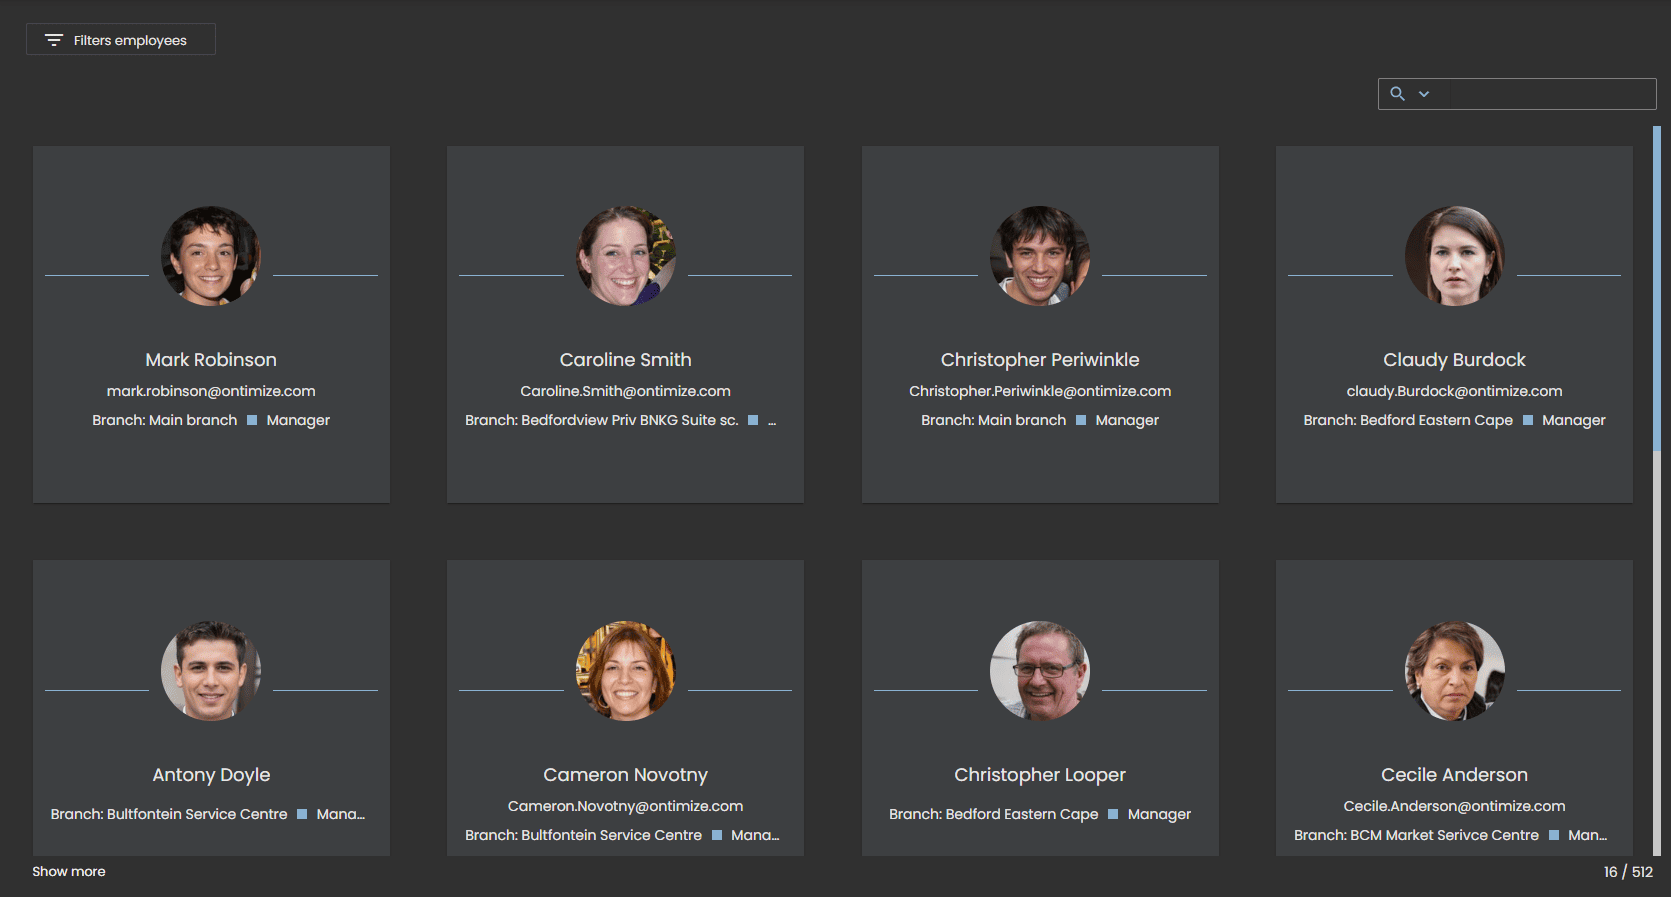 Filters employees
Mark Robinson
mark.robinson@ontimize.com
Branch: Main branch Manager
Caroline Smith
Caroline.Smith@ontimize.com
Branch: Bedfordview Priv BNKG Suite sc. ...
Christopher Periwinkle
Christopher.Periwinkle@ontimize.com
Branch: Main branch Manager
Claudy Burdock
claudy.Burdock@ontimize.com
Branch: Bedford Eastern Cape Manager
Antony Doyle
Branch: Bultfontein Service Centre Mana...
Cameron Novotny
Cameron.Novotny@ontimize.com
Branch: Bultfontein Service Centre Mana...
Christopher Looper
Branch: Bedford Eastern Cape Manager
Cecile Anderson
Cecile.Anderson@ontimize.com
Branch: BCM Market Serivce Centre Man...
Show more
16 / 512